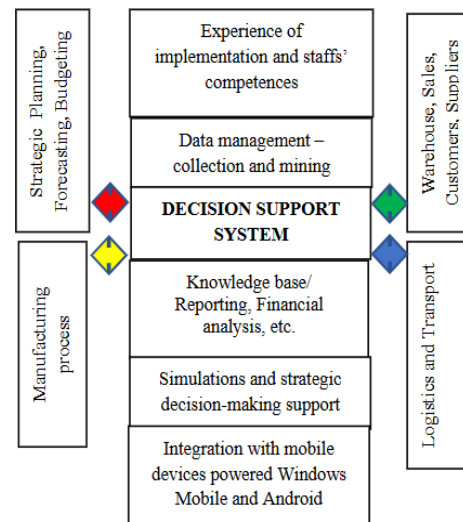 Strategic Planning,
Forecasting, Budgeting
Manufacturing
process
Experience of
implementation and staffs’
competences
Data management –
collection and mining
DECISION SUPPORT
SYSTEM
Knowledge base/
Reporting, Financial
analysis, etc.
Simulations and strategic
decision-making support
Integration with mobile
devices powered Windows
Mobile and Android
Warehouse, Sales,
Customers, Suppliers
Logistics and Transport